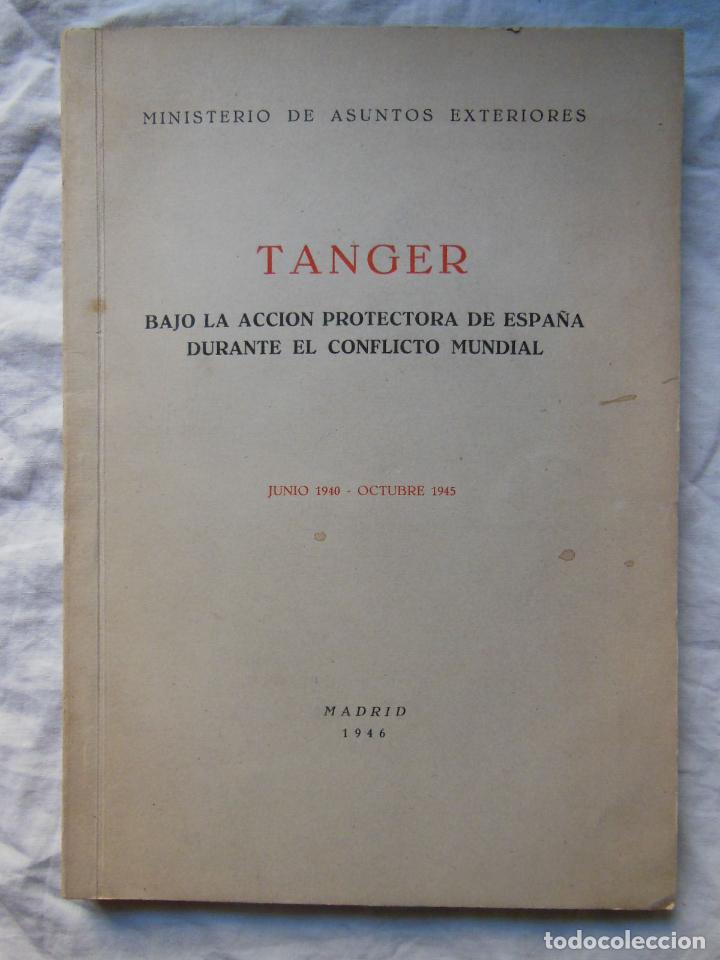 MINISTERIO DE ASUNTOS EXTERIORES
TANGER
BAJO LA ACCION PROTECTORA DE ESPAÑA
DURANTE EL CONFLICTO MUNDIAL
JUNIO 1940 - OCTUBRE 1945
MADRID
1946
todocoleccion